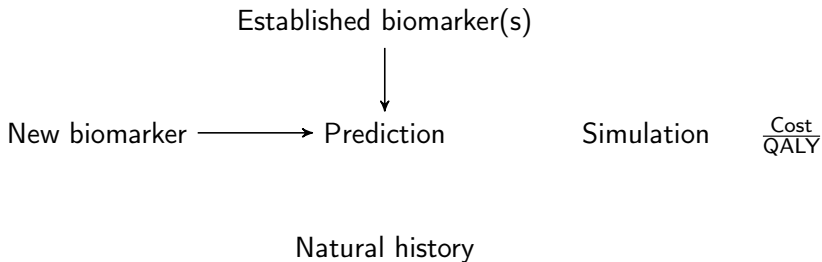 Established biomarker(s)
New biomarker Prediction Simulation Cost
QALY
Natural history